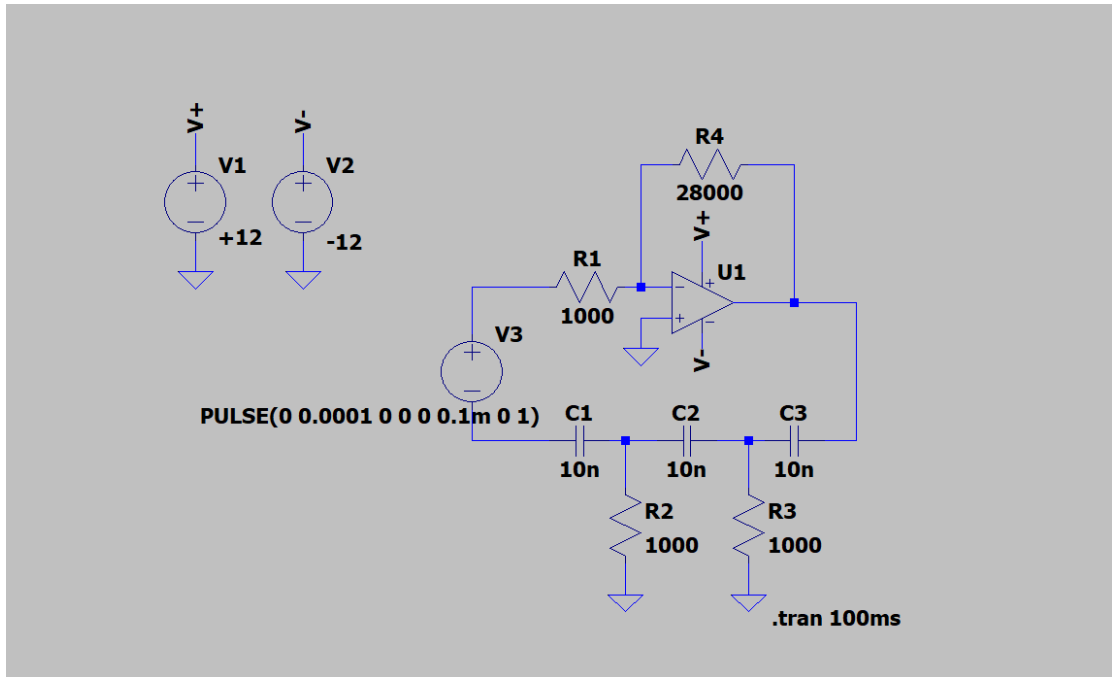 V+
V-
V1
+12
V2
-12
R4
28000
V+
U1
R1
1000
V-
V3
PULSE(0 0.0001 0 0 0 0.1m 0 1)
C1
10n
C2
10n
C3
10n
R2
1000
R3
1000
.tran 100ms